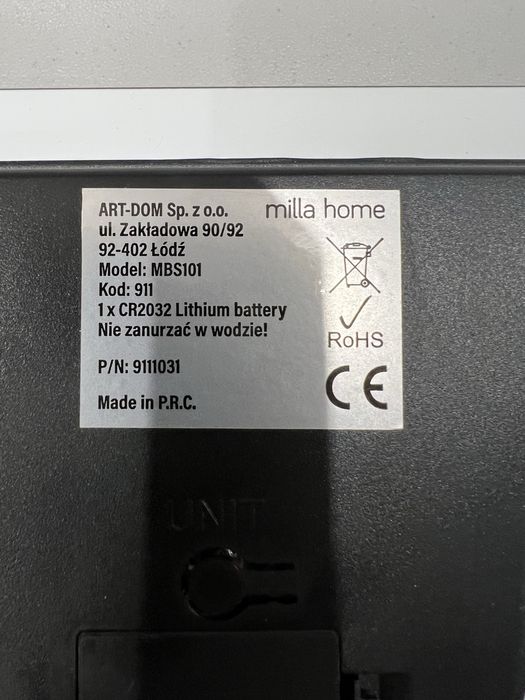 ART-DOM Sp. z o.o.
milla home
ul. Zakładowa 90/92
92-402 Łódź
Model: MBS101
Kod: 911
1 x CR2032 Lithium battery
Nie zanurzać w wodzie!
RoHS
P/N: 9111031
CE
Made in P.R.C.
UNIT